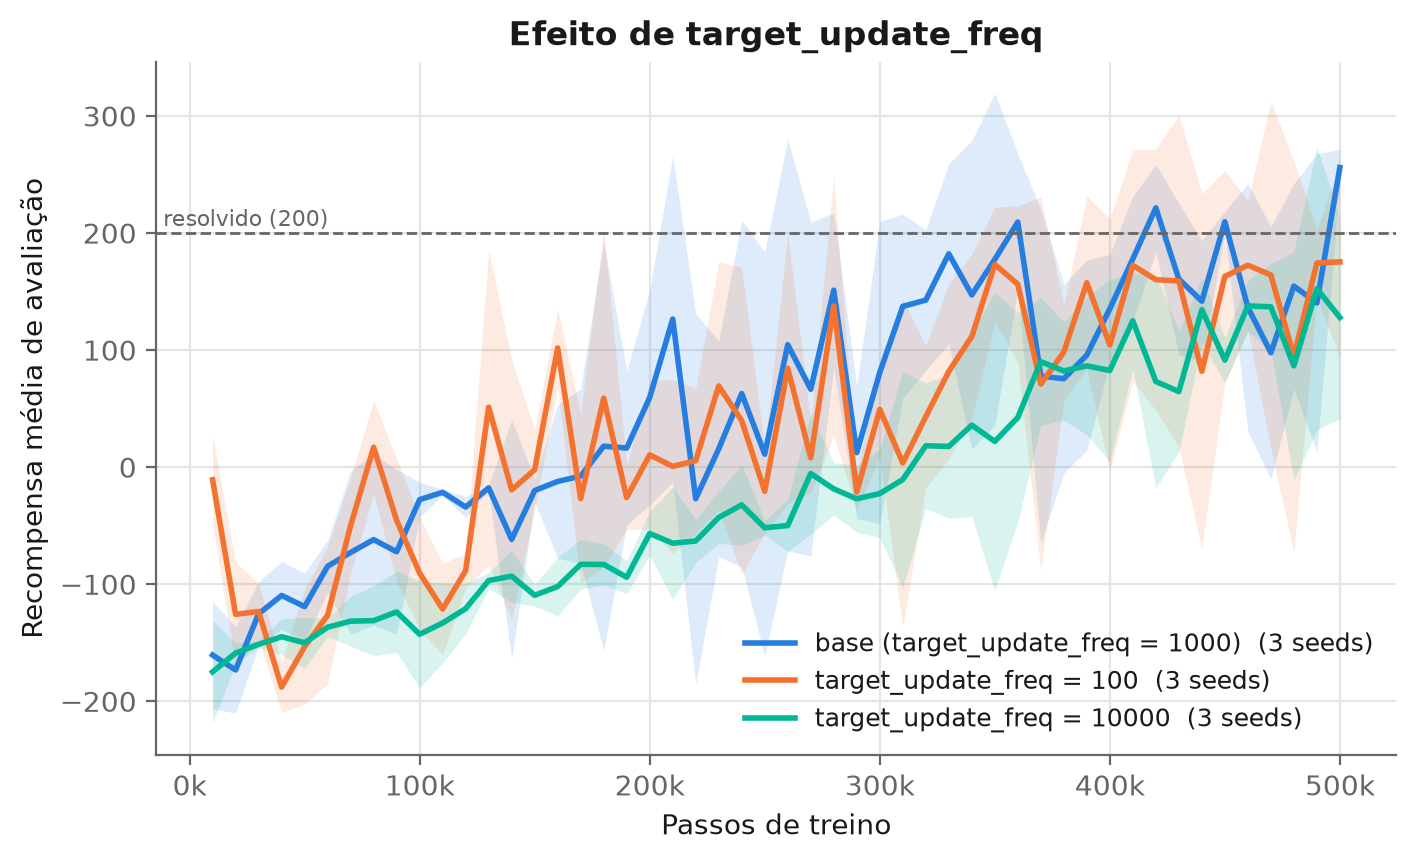 Efeito de target_update_freq
Recompensa média de avaliação
300
200
100
0
−100
−200
resolvido (200)
base (target_update_freq = 1000) (3 seeds)
target_update_freq = 100 (3 seeds)
target_update_freq = 10000 (3 seeds)
0k 100k 200k 300k 400k 500k
Passos de treino